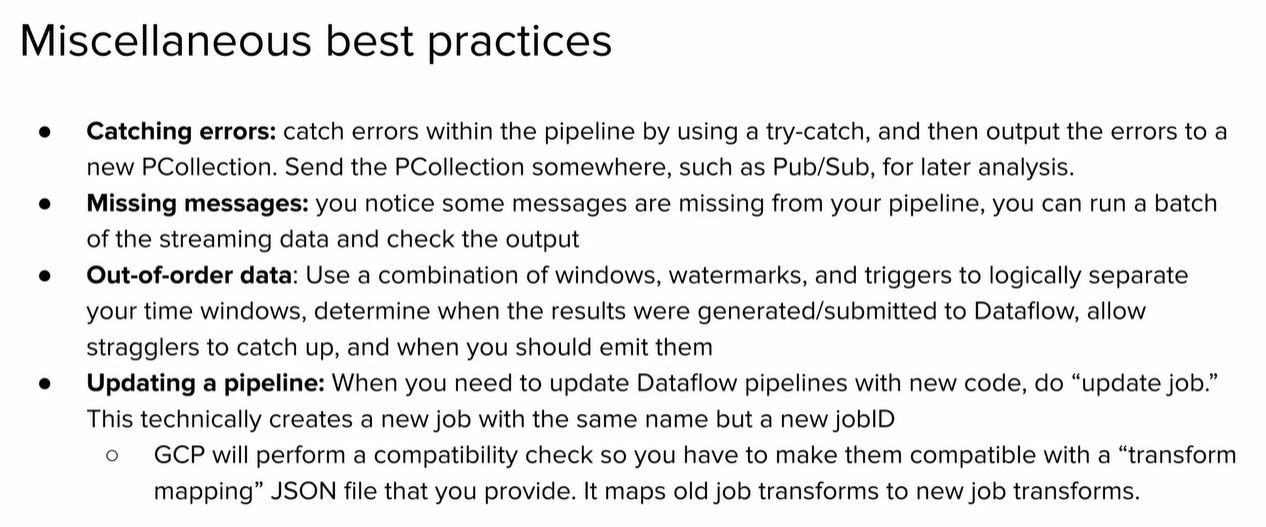 Miscellaneous best practices
● Catching errors: catch errors within the pipeline by using a try-catch, and then output the errors to a
new PCollection. Send the PCollection somewhere, such as Pub/Sub, for later analysis.
● Missing messages: you notice some messages are missing from your pipeline, you can run a batch
of the streaming data and check the output
● Out-of-order data: Use a combination of windows, watermarks, and triggers to logically separate
your time windows, determine when the results were generated/submitted to Dataflow, allow
stragglers to catch up, and when you should emit them
● Updating a pipeline: When you need to update Dataflow pipelines with new code, do “update job.”
This technically creates a new job with the same name but a new jobID
○ GCP will perform a compatibility check so you have to make them compatible with a “transform
mapping” JSON file that you provide. It maps old job transforms to new job transforms.